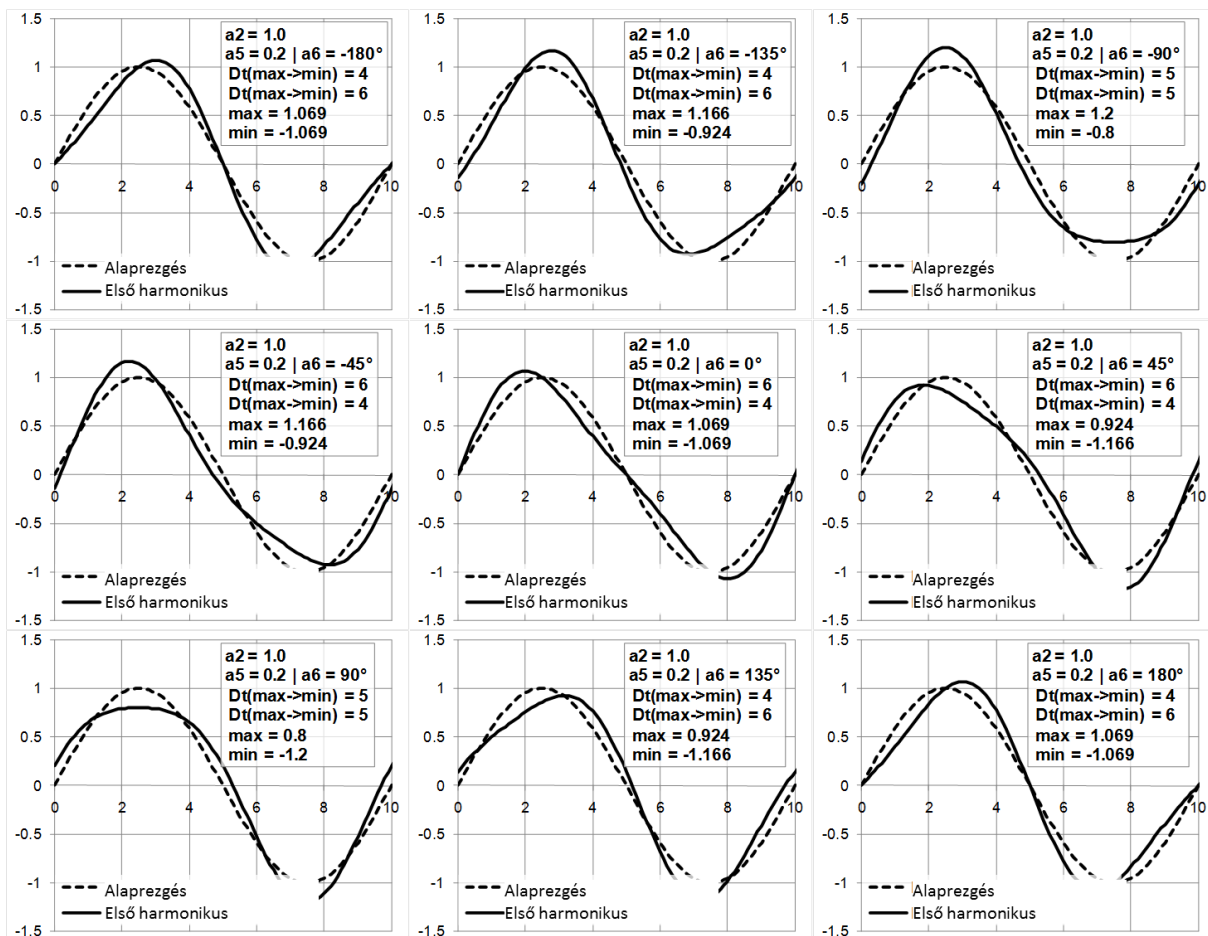 1.5
a2 = 1.0
a5 = 0.2 | a6 = -180°
1
Dt(max->min) = 4
Dt(max->min) = 6
0.5
max = 1.069
min = -1.069
0
0 2 4 6 8 10
-0.5
-1
Alaprezgés
Első harmonikus
-1.5
1.5
a2 = 1.0
a5 = 0.2 | a6 = -135°
1
Dt(max->min) = 4
Dt(max->min) = 6
0.5
max = 1.166
min = -0.924
0
0 2 4 6 8 10
-0.5
-1
Alaprezgés
Első harmonikus
-1.5
1.5
a2 = 1.0
a5 = 0.2 | a6 = -90°
1
Dt(max->min) = 5
Dt(max->min) = 5
0.5
max = 1.2
min = -0.8
0
0 2 4 6 8 10
-0.5
-1
Alaprezgés
Első harmonikus
-1.5
1.5
a2 = 1.0
a5 = 0.2 | a6 = -45°
1
Dt(max->min) = 6
Dt(max->min) = 4
0.5
max = 1.166
min = -0.924
0
0 2 4 6 8 10
-0.5
-1
Alaprezgés
Első harmonikus
-1.5
1.5
a2 = 1.0
a5 = 0.2 | a6 = 0°
1
Dt(max->min) = 6
Dt(max->min) = 4
0.5
max = 1.069
min = -1.069
0
0 2 4 6 8 10
-0.5
-1
Alaprezgés
Első harmonikus
-1.5
1.5
a2 = 1.0
a5 = 0.2 | a6 = 45°
1
Dt(max->min) = 6
Dt(max->min) = 4
0.5
max = 0.924
min = -1.166
0
0 2 4 6 8 10
-0.5
-1
Alaprezgés
Első harmonikus
-1.5
1.5
a2 = 1.0
a5 = 0.2 | a6 = 90°
1
Dt(max->min) = 5
Dt(max->min) = 5
0.5
max = 0.8
min = -1.2
0
0 2 4 6 8 10
-0.5
-1
Alaprezgés
Első harmonikus
-1.5
1.5
a2 = 1.0
a5 = 0.2 | a6 = 135°
1
Dt(max->min) = 4
Dt(max->min) = 6
0.5
max = 0.924
min = -1.166
0
0 2 4 6 8 10
-0.5
-1
Alaprezgés
Első harmonikus
-1.5
1.5
a2 = 1.0
a5 = 0.2 | a6 = 180°
1
Dt(max->min) = 4
Dt(max->min) = 6
0.5
max = 1.069
min = -1.069
0
0 2 4 6 8 10
-0.5
-1
Alaprezgés
Első harmonikus
-1.5